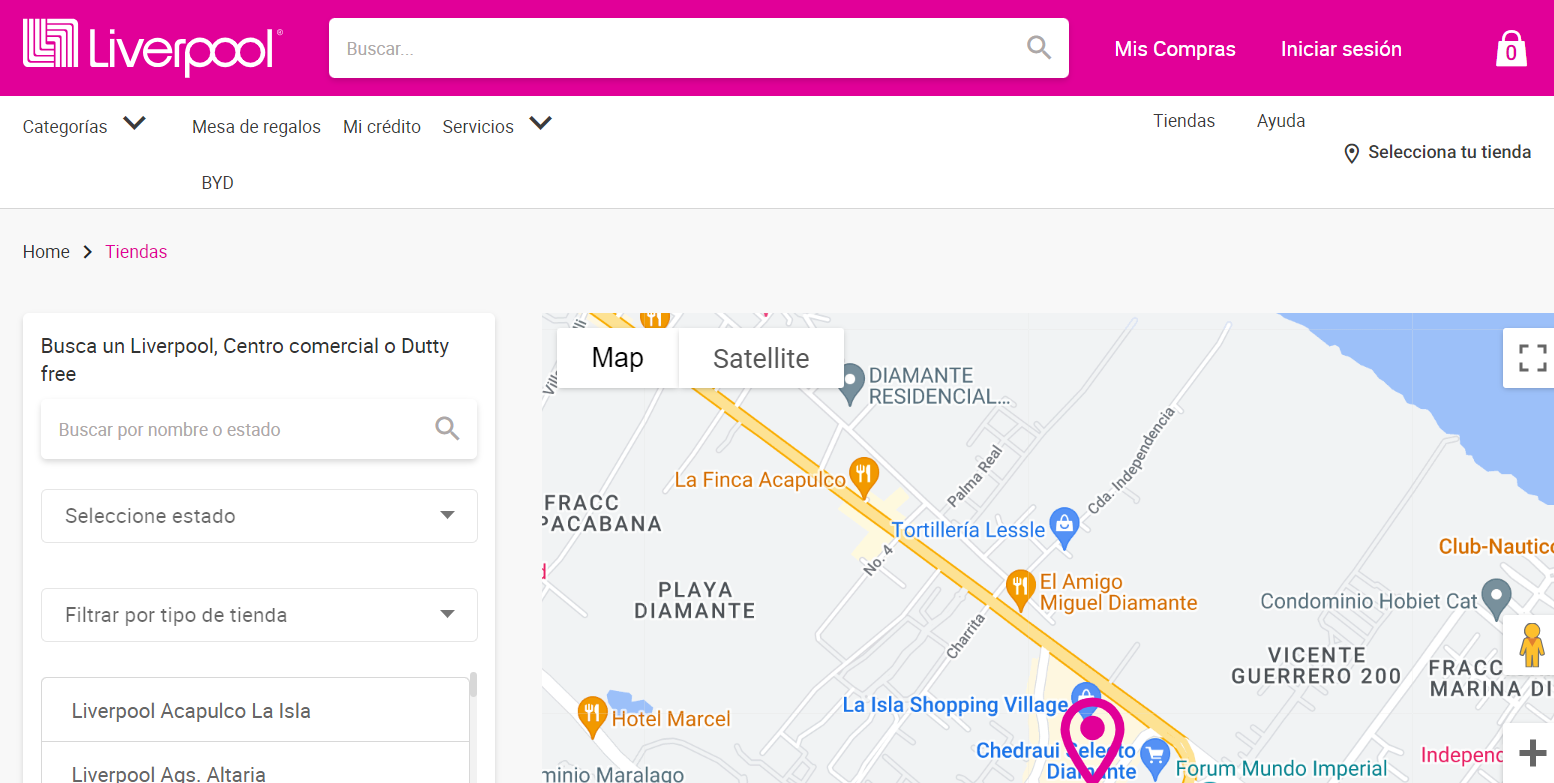 Liverpool®
Buscar...
Mis Compras
Iniciar sesión
0
Categorías
Mesa de regalos
Mi crédito
Servicios
Tiendas
Ayuda
Selecciona tu tienda
BYD
Home
Tiendas
Busca un Liverpool, Centro comercial o Dutty
free
Buscar por nombre o estado
Seleccione estado
Filtrar por tipo de tienda
Liverpool Acapulco La Isla
Liverpool Ags. Altaria
Map
Satellite
DIAMANTE
RESIDENCIAL...
La Finca Acapulco
Palma Real
Cda. Independencia
FRACC
PACABANA
Tortillería Lessle
No. 4
Club-Nautico
PLAYA
DIAMANTE
El Amigo
Miguel Diamante
Condominio Hobiet Cat
Charrita
VICENTE
GUERRERO 200
FRACC
MARINA DI
La Isla Shopping Village
Hotel Marcel
Chedraui Selecto
Diamante
Independ
Forum Mundo Imperial
minio Maralago